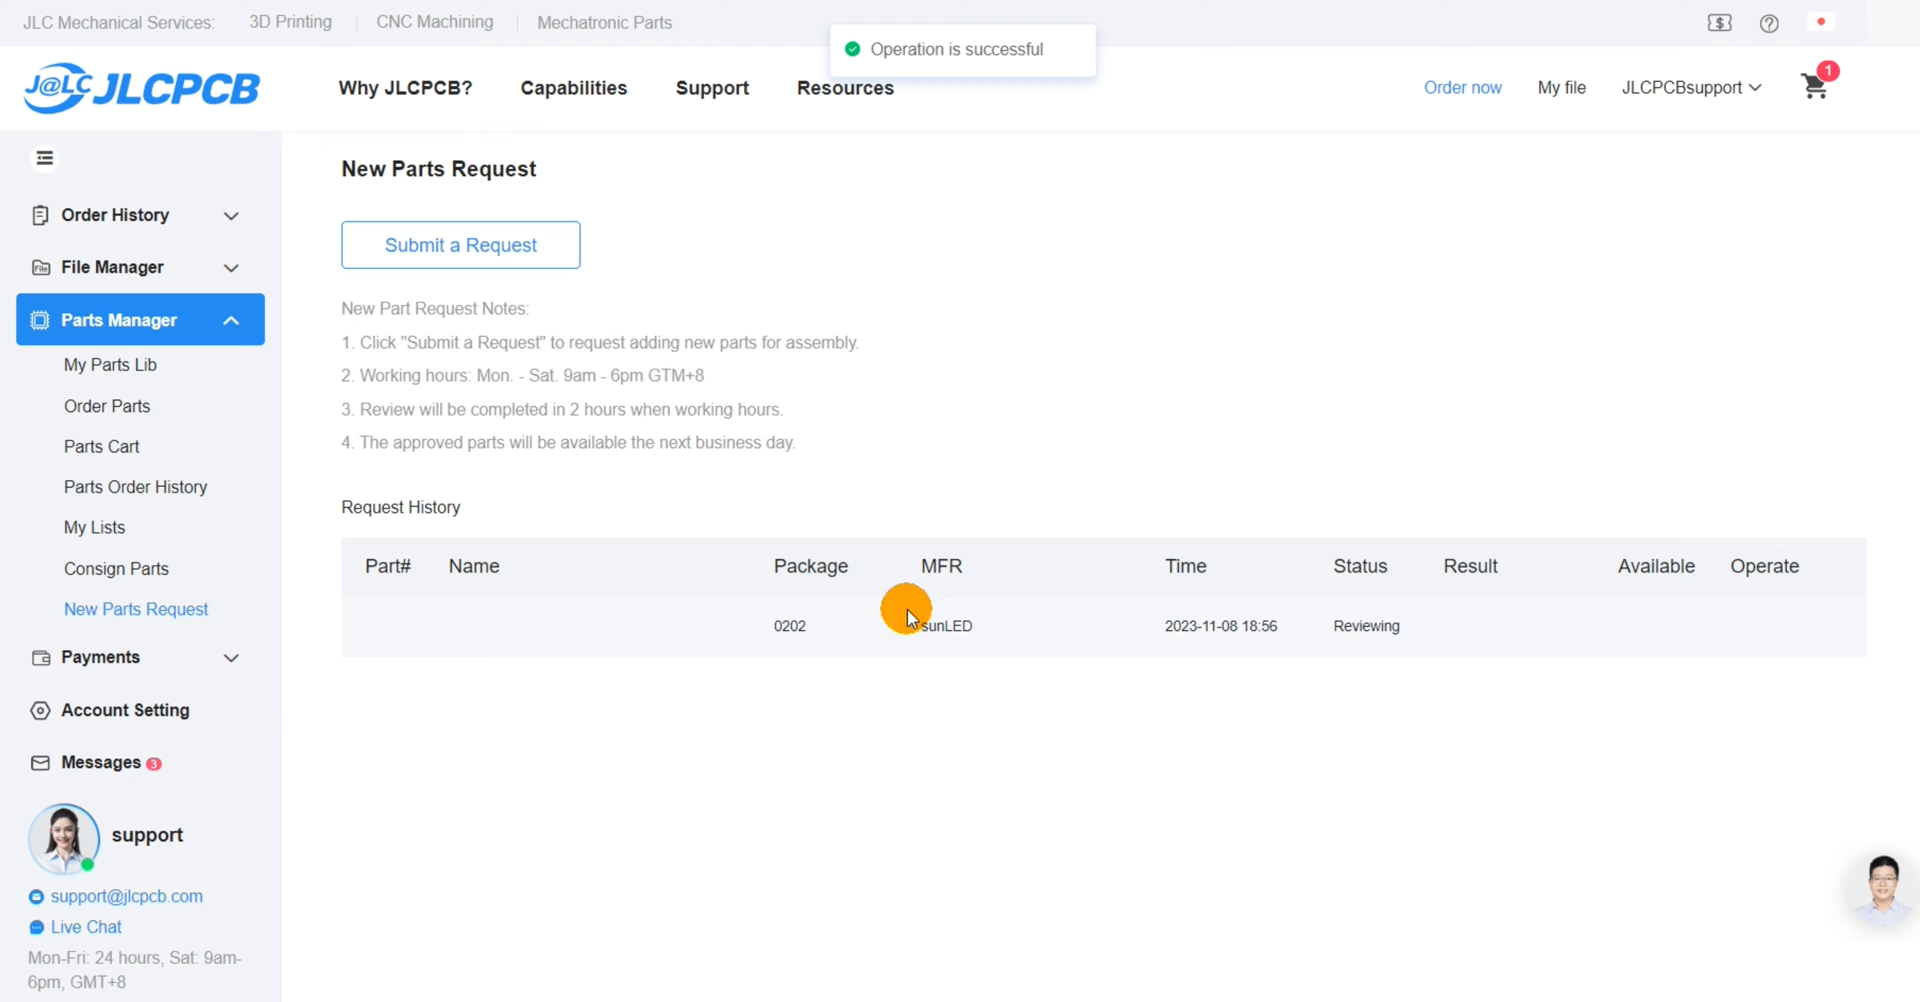 JLC Mechanical Services: 3D Printing CNC Machining Mechatronic Parts
Operation is successful
J@LC JLCPCB
Why JLCPCB? Capabilities Support Resources
Order now My file JLCPCBsupport 1
Order History
File Manager
Parts Manager
My Parts Lib
Order Parts
Parts Cart
Parts Order History
My Lists
Consign Parts
New Parts Request
Payments
Account Setting
Messages 3
support
support@jlcpcb.com
Live Chat
Mon-Fri: 24 hours, Sat: 9am-
6pm, GMT+8
New Parts Request
Submit a Request
New Part Request Notes:
1. Click "Submit a Request" to request adding new parts for assembly.
2. Working hours: Mon. - Sat. 9am - 6pm GTM+8
3. Review will be completed in 2 hours when working hours.
4. The approved parts will be available the next business day.
Request History
Part# Name Package MFR Time Status Result Available Operate
0202 sunLED 2023-11-08 18:56 Reviewing